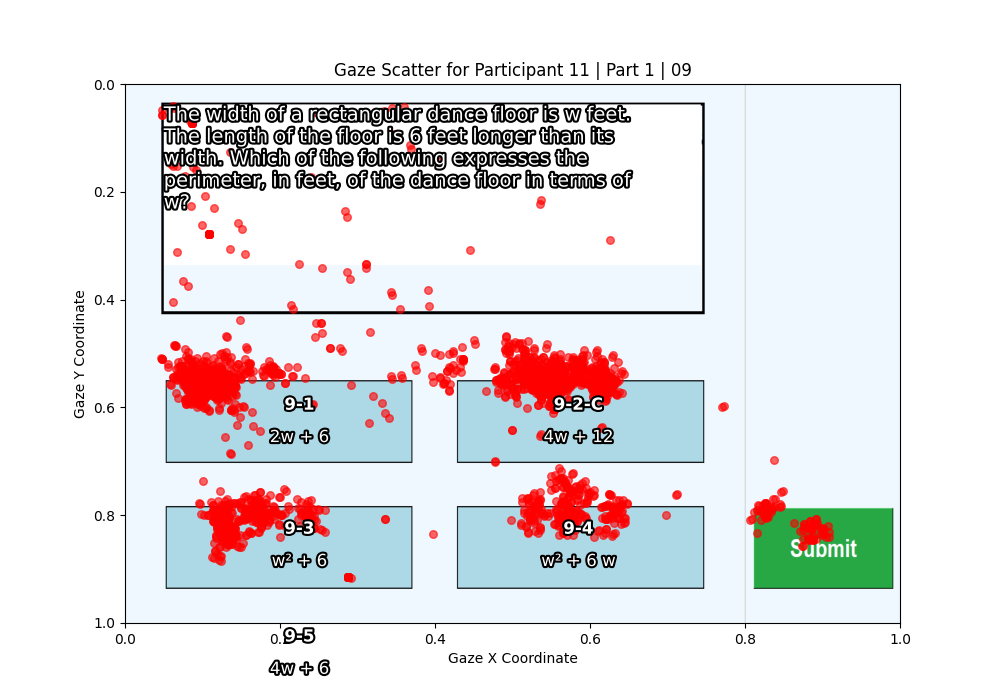 Gaze Scatter for Participant 11 | Part 1 | 09
0.0
The width of a rectangular dance floor is w feet.
The length of the floor is 6 feet longer than its
width. Which of the following expresses the
perimeter, in feet, of the dance floor in terms of
w?
0.2
0.4
Gaze Y Coordinate
0.6
9-1
9-2-C
2w + 6
4w + 12
0.8
9-3
9-4
w² + 6
w² + 6 w
Submit
1.0
0.0
0.2
0.4
0.6
0.8
1.0
9-5
Gaze X Coordinate
4w + 6